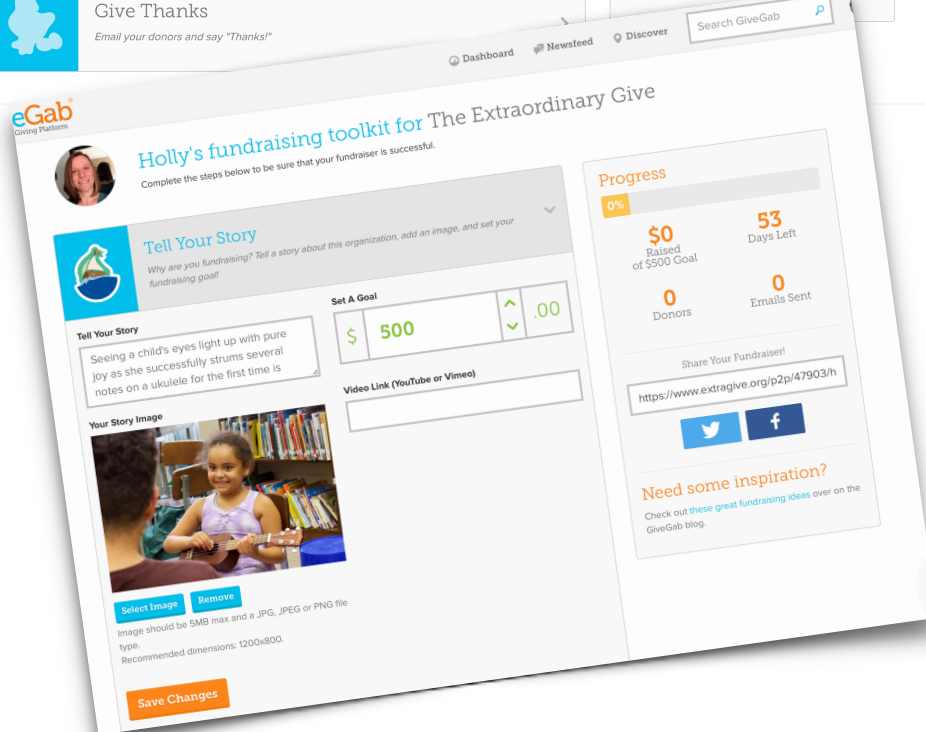 Give Thanks
Email your donors and say "Thanks!"
Dashboard
Newsfeed
Discover
Search GiveGab
eGab®
Giving Platform
Holly's fundraising toolkit for The Extraordinary Give
Complete the steps below to be sure that your fundraiser is successful.
Tell Your Story
Why are you fundraising? Tell a story about this organization, add an image, and set your
fundraising goal!
Tell Your Story
Seeing a child's eyes light up with pure
joy as she successfully strums several
notes on a ukulele for the first time is
Set A Goal
$ 500 .00
Video Link (YouTube or Vimeo)
Your Story Image
Select Image
Remove
Image should be 5MB max and a JPG, JPEG or PNG file
type.
Recommended dimensions: 1200x800.
Save Changes
Progress
0%
$0
Raised
of $500 Goal
53
Days Left
0
Donors
0
Emails Sent
Share Your Fundraiser!
https://www.extragive.org/p2p/47903/h
Need some inspiration?
Check out these great fundraising ideas over on the
GiveGab blog.